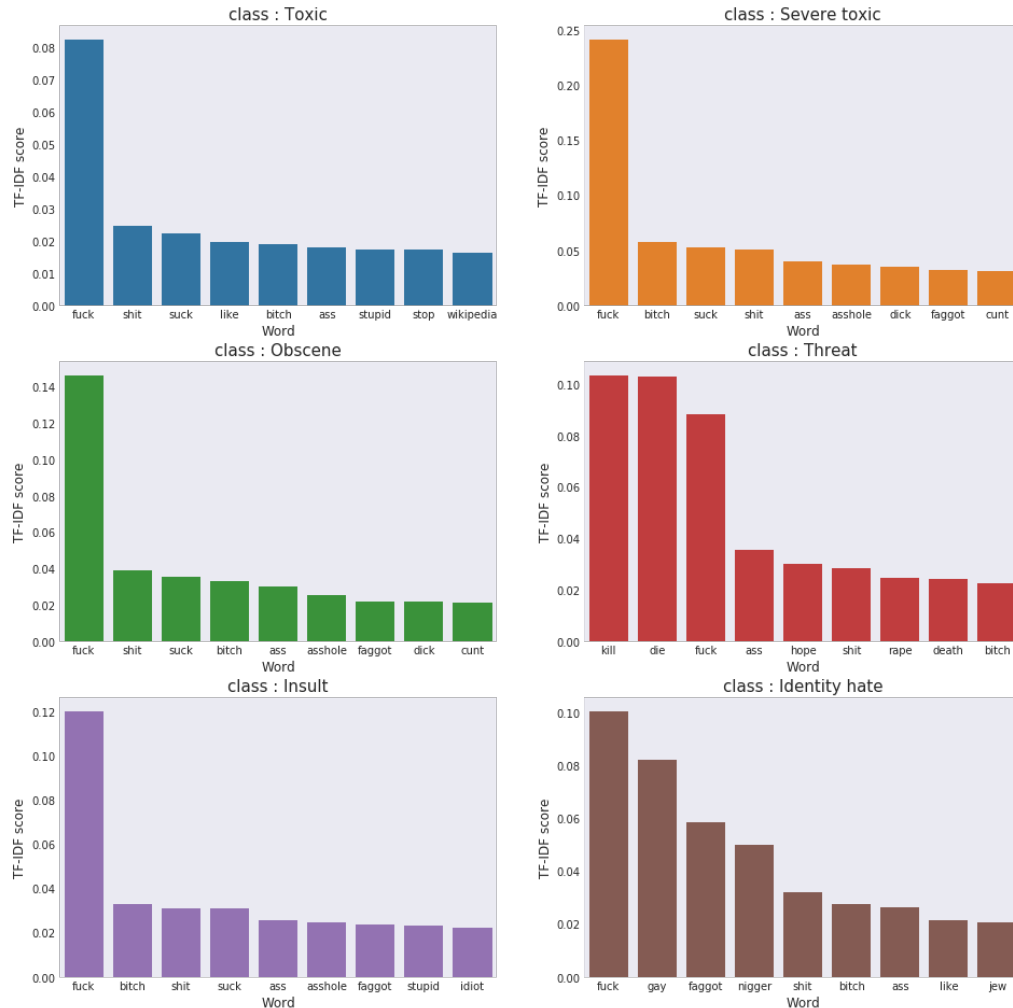 class : Toxic
TF-IDF score
0.08
0.07
0.06
0.05
0.04
0.03
0.02
0.01
0.00
fuck shit suck like bitch ass stupid stop wikipedia
Word
class : Severe toxic
TF-IDF score
0.25
0.20
0.15
0.10
0.05
0.00
fuck bitch suck shit ass asshole dick faggot cunt
Word
class : Obscene
TF-IDF score
0.14
0.12
0.10
0.08
0.06
0.04
0.02
0.00
fuck shit suck bitch ass asshole faggot dick cunt
Word
class : Threat
TF-IDF score
0.10
0.08
0.06
0.04
0.02
0.00
kill die fuck ass hope shit rape death bitch
Word
class : Insult
TF-IDF score
0.12
0.10
0.08
0.06
0.04
0.02
0.00
fuck bitch shit suck ass asshole faggot stupid idiot
Word
class : Identity hate
TF-IDF score
0.10
0.08
0.06
0.04
0.02
0.00
fuck gay faggot nigger shit bitch ass like jew
Word